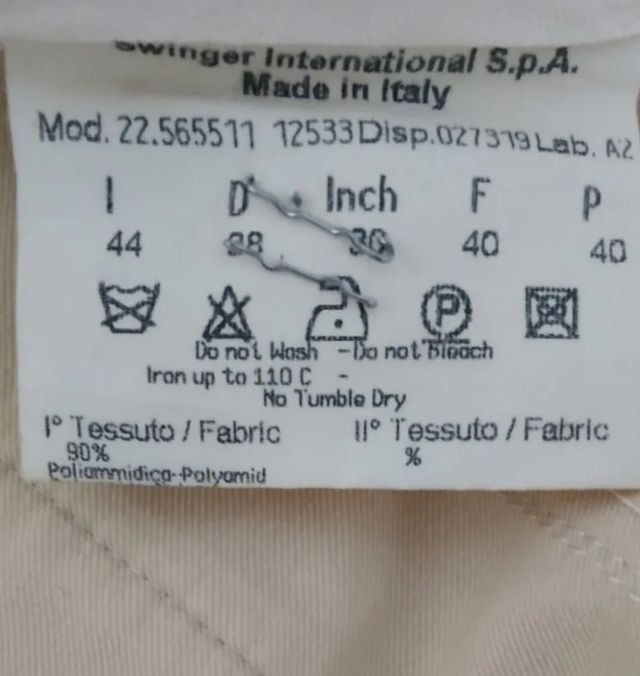 Swinger International S.p.A.
Made in Italy
Mod. 22.565511 12533 Disp.027319 Lab. A2
I D Inch F P
44 38 30 40 40
P
Do not Wash - Do not Bleach
Iron up to 110 C -
No Tumble Dry
I° Tessuto / Fabric II° Tessuto / Fabric
90% %
Poliammidica-Polyamid